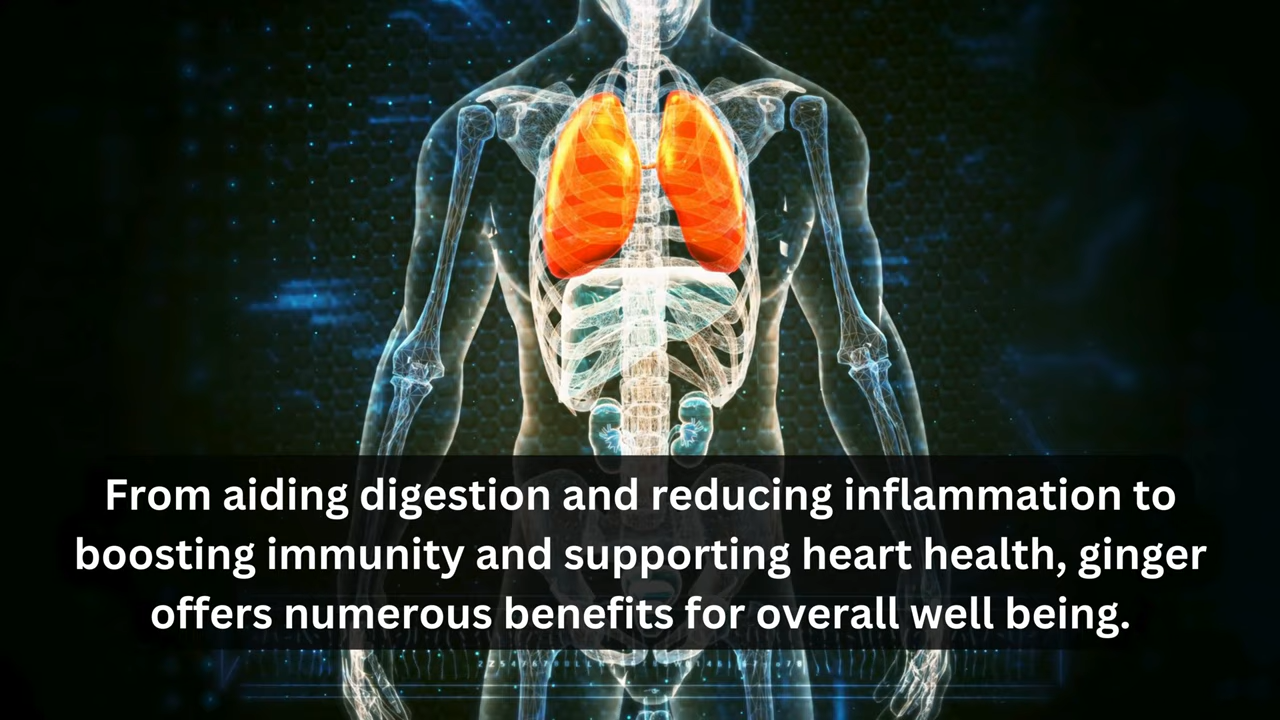 From aiding digestion and reducing inflammation to
boosting immunity and supporting heart health, ginger
offers numerous benefits for overall well being.